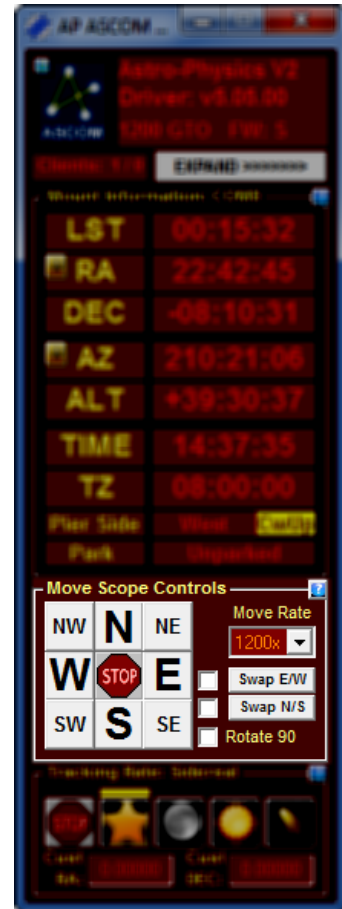 AP ASCOM ...
Astro-Physics V2
Driver: v5.08.00
1200 GTO FW: S
ASCOM
EXPAND >>>>>>>
LST 00:15:32
RA 22:42:45
DEC -08:10:31
AZ 210:21:06
ALT +39:30:37
TIME 14:37:35
TZ 08:00:00
Pier Side West
Park Unparked
Move Scope Controls
Move Rate
NW N NE
1200x
W STOP E
Swap E/W
Swap N/S
SW S SE
Rotate 90